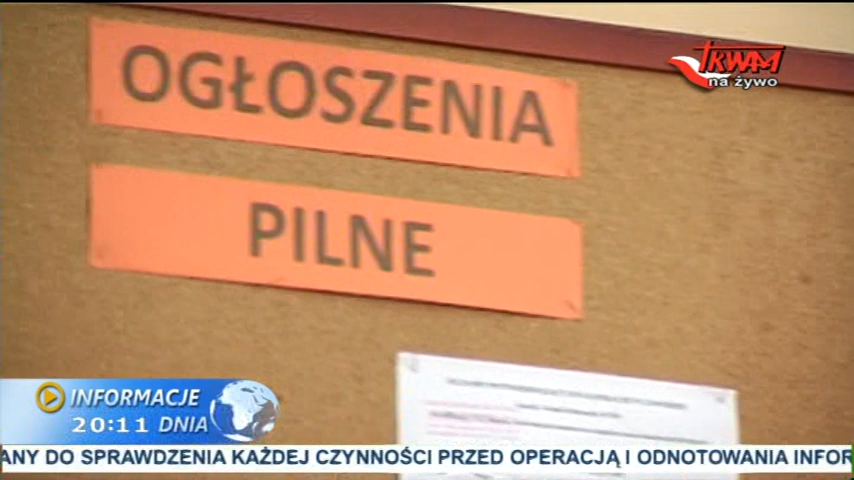 OGŁOSZENIA
TRWAM
na żywo
PILNE
INFORMACJE
20:11 DNIA
ANY DO SPRAWDZENIA KAŻDEJ CZYNNOŚCI PRZED OPERACJĄ I ODNOTOWANIA INFOR